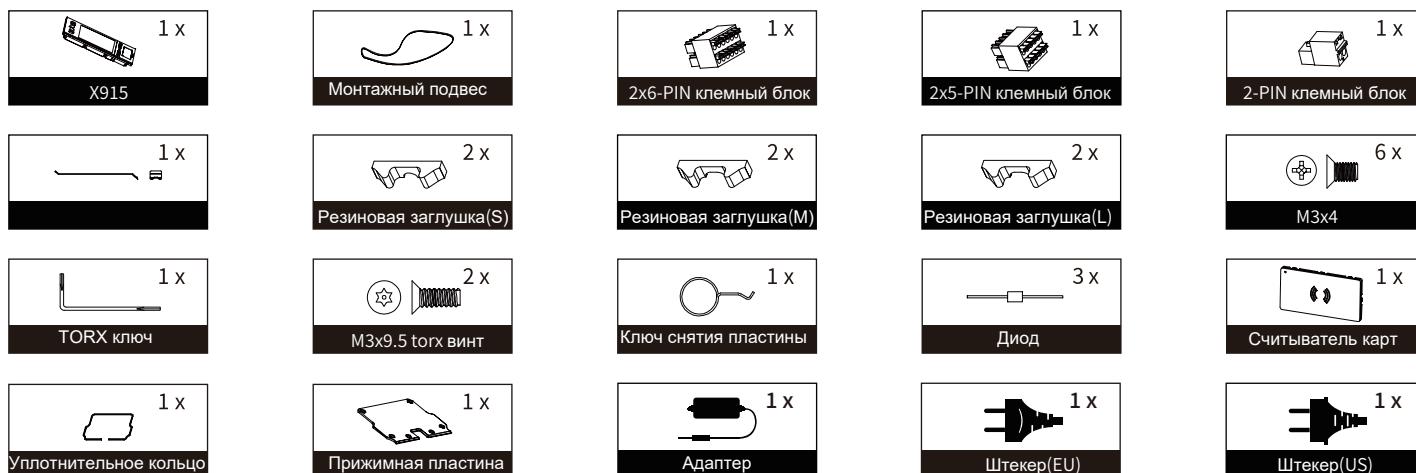 1 x
X915
1 x
Монтажный подвес
1 x
2x6-PIN клемный блок
1 x
2x5-PIN клемный блок
1 x
2-PIN клемный блок
1 x
2 x
Резиновая заглушка(S)
2 x
Резиновая заглушка(M)
2 x
Резиновая заглушка(L)
6 x
M3x4
1 x
TORX ключ
2 x
M3x9.5 torx винт
1 x
Ключ снятия пластины
3 x
Диод
1 x
Считыватель карт
1 x
Уплотнительное кольцо
1 x
Прижимная пластина
1 x
Адаптер
1 x
Штекер(EU)
1 x
Штекер(US)